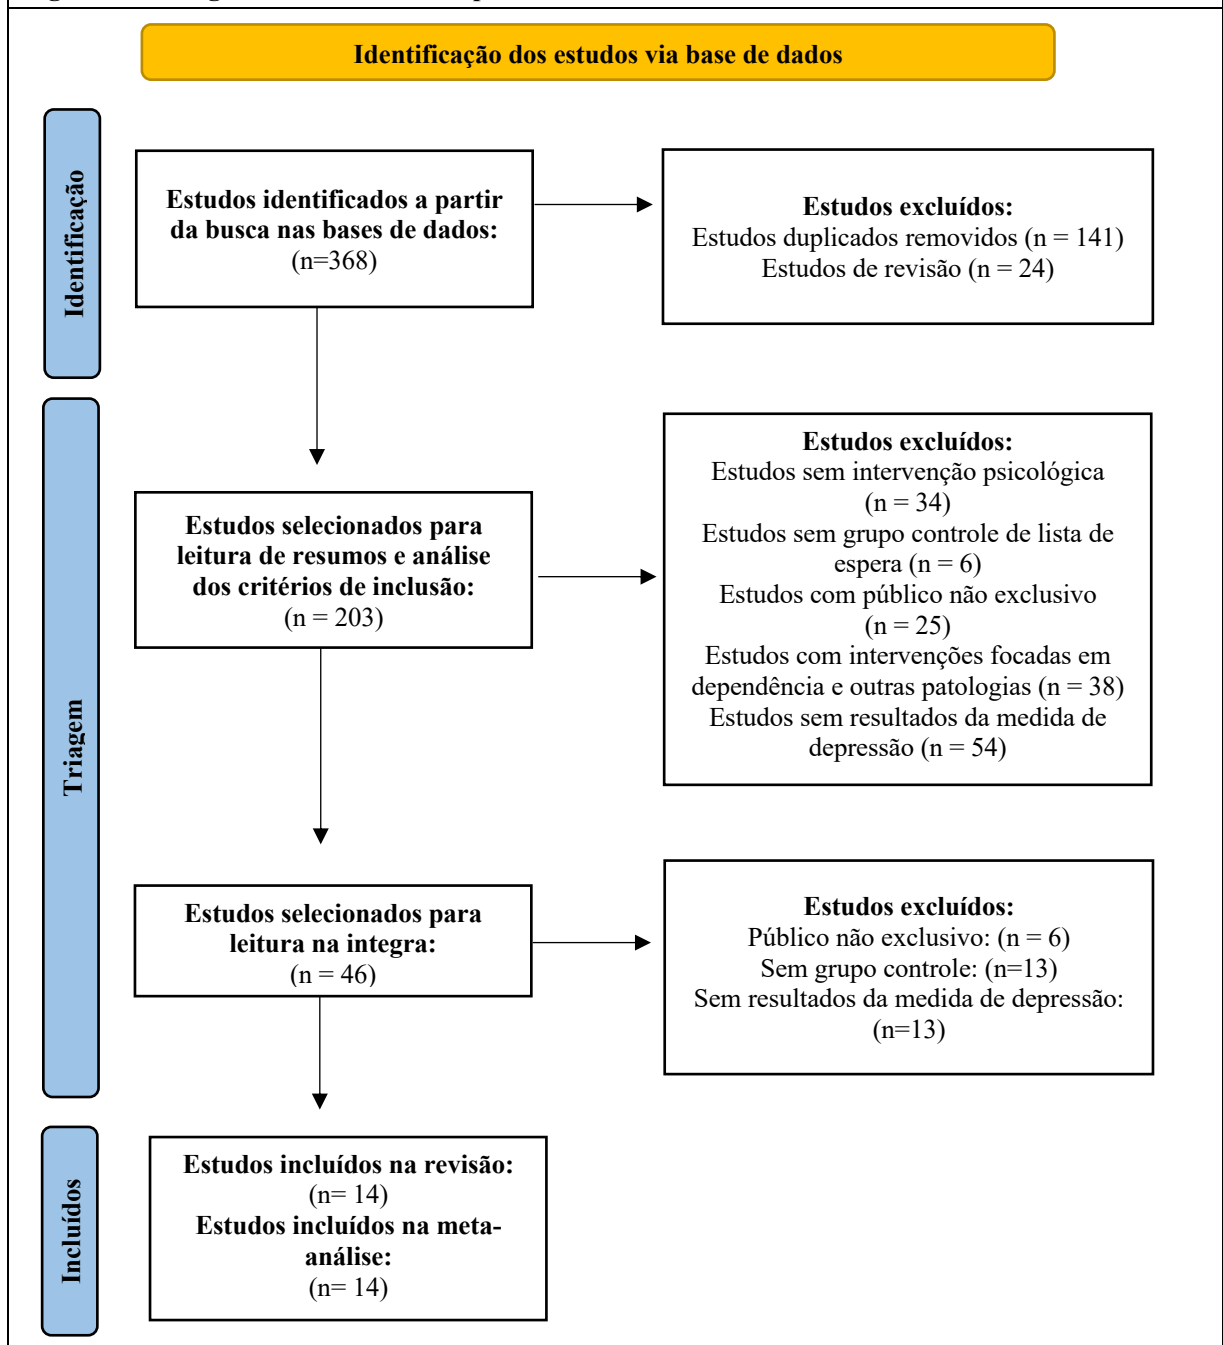 Identificação dos estudos via base de dados
Identificação
Estudos identificados a partir
da busca nas bases de dados:
(n=368)
Estudos excluídos:
Estudos duplicados removidos (n = 141)
Estudos de revisão (n = 24)
Triagem
Estudos selecionados para
leitura de resumos e análise
dos critérios de inclusão:
(n = 203)
Estudos excluídos:
Estudos sem intervenção psicológica
(n = 34)
Estudos sem grupo controle de lista de
espera (n = 6)
Estudos com público não exclusivo
(n = 25)
Estudos com intervenções focadas em
dependência e outras patologias (n = 38)
Estudos sem resultados da medida de
depressão (n = 54)
Estudos selecionados para
leitura na integra:
(n = 46)
Estudos excluídos:
Público não exclusivo: (n = 6)
Sem grupo controle: (n=13)
Sem resultados da medida de depressão:
(n=13)
Incluídos
Estudos incluídos na revisão:
(n= 14)
Estudos incluídos na meta-
análise:
(n= 14)